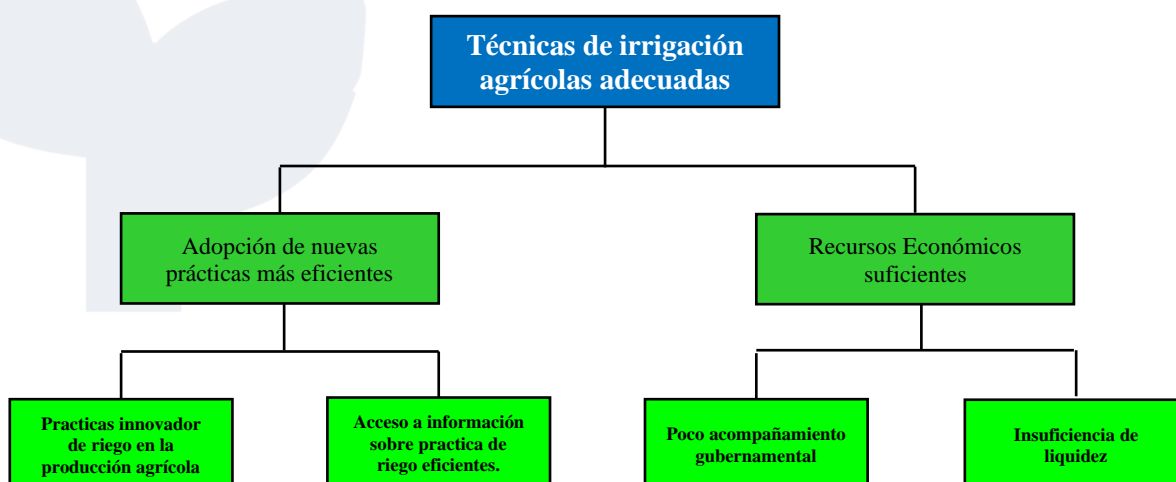 Técnicas de irrigación
agrícolas adecuadas
Adopción de nuevas
prácticas más eficientes
Recursos Económicos
suficientes
Practicas innovador
de riego en la
producción agrícola
Acceso a información
sobre practica de
riego eficientes.
Poco acompañamiento
gubernamental
Insuficiencia de
liquidez